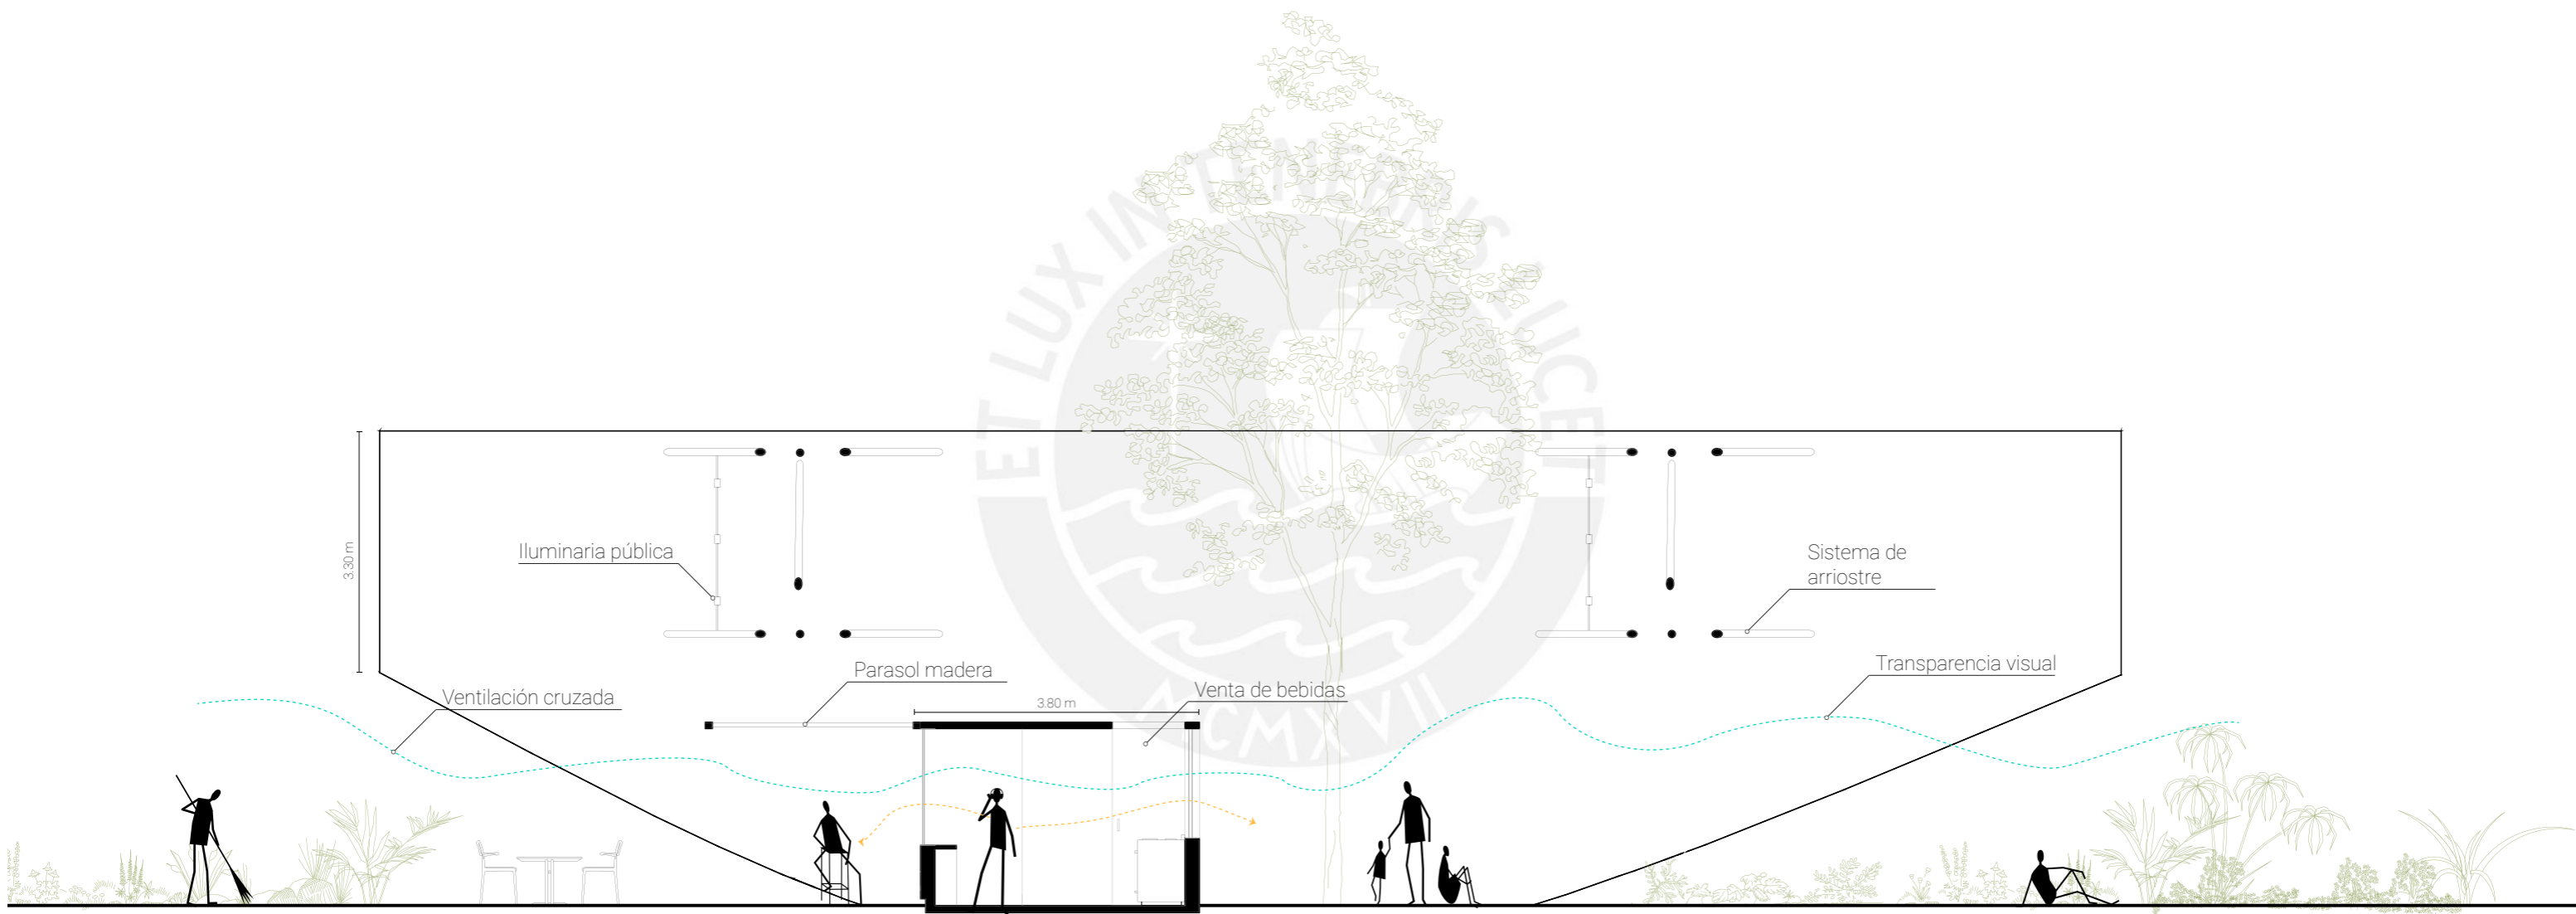 ET LUX IN TENEBRIS LUCET
MCMXVII
3.30 m
Iluminaria pública
Sistema de
arriostre
Ventilación cruzada
Parasol madera
3.80 m
Venta de bebidas
Transparencia visual